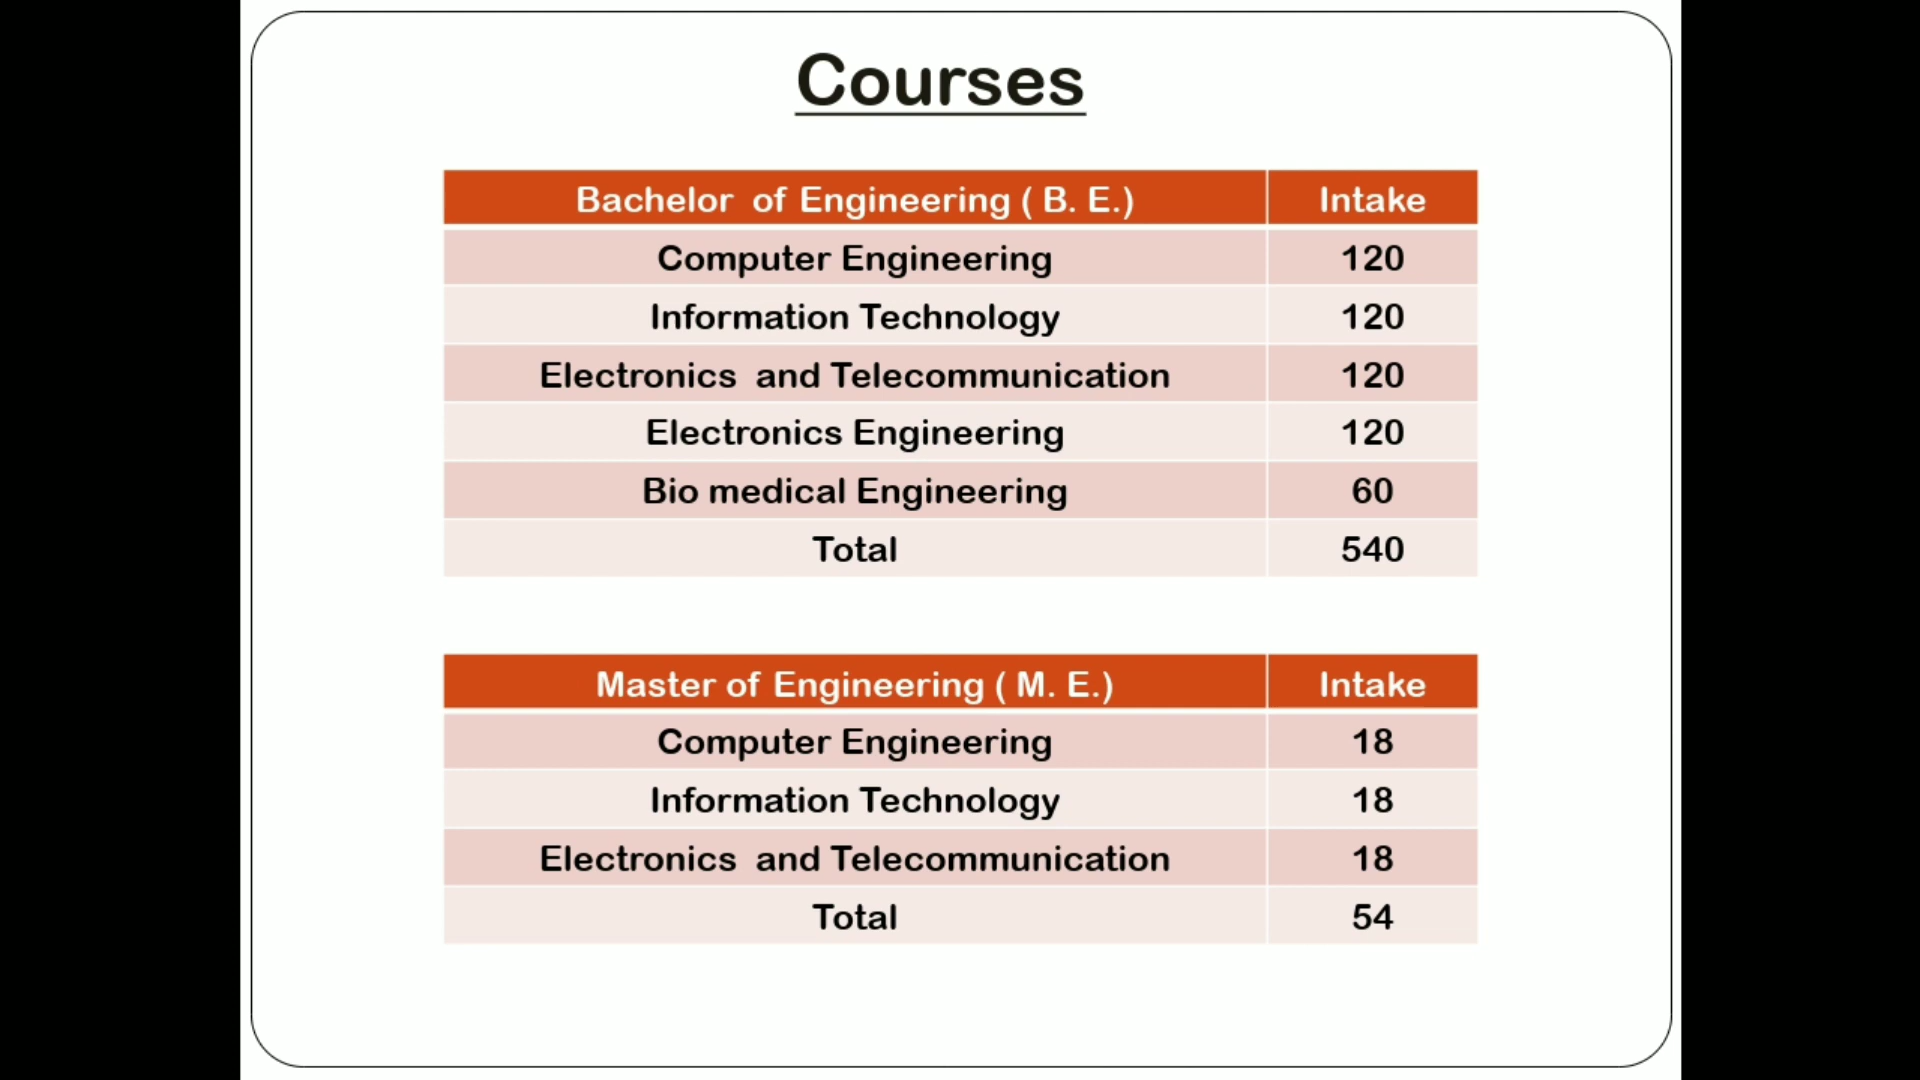 Courses
Bachelor of Engineering ( B. E.) Intake
Computer Engineering 120
Information Technology 120
Electronics and Telecommunication 120
Electronics Engineering 120
Bio medical Engineering 60
Total 540
Master of Engineering ( M. E.) Intake
Computer Engineering 18
Information Technology 18
Electronics and Telecommunication 18
Total 54